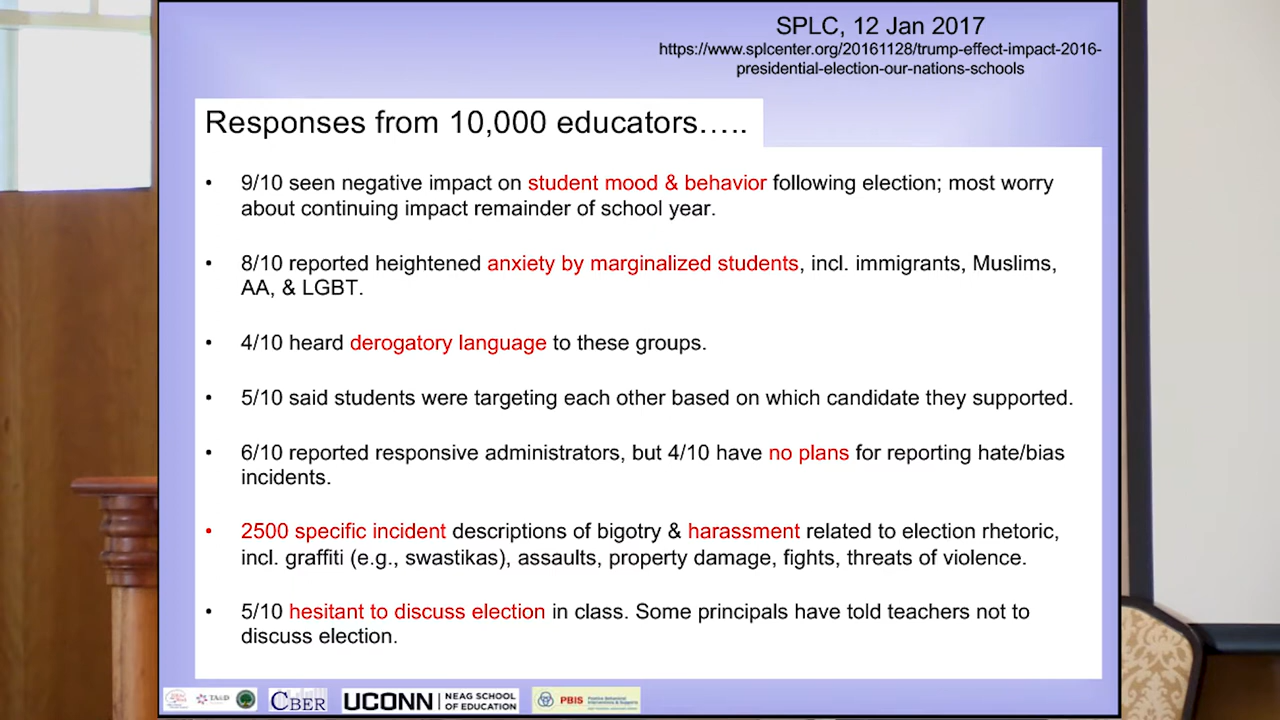 SPLC, 12 Jan 2017
https://www.splcenter.org/20161128/trump-effect-impact-2016-
presidential-election-our-nations-schools
Responses from 10,000 educators…..
• 9/10 seen negative impact on student mood & behavior following election; most worry
about continuing impact remainder of school year.
• 8/10 reported heightened anxiety by marginalized students, incl. immigrants, Muslims,
AA, & LGBT.
• 4/10 heard derogatory language to these groups.
• 5/10 said students were targeting each other based on which candidate they supported.
• 6/10 reported responsive administrators, but 4/10 have no plans for reporting hate/bias
incidents.
• 2500 specific incident descriptions of bigotry & harassment related to election rhetoric,
incl. graffiti (e.g., swastikas), assaults, property damage, fights, threats of violence.
• 5/10 hesitant to discuss election in class. Some principals have told teachers not to
discuss election.
CBER
UCONN
NEAG SCHOOL
OF EDUCATION
PBIS
Positive Behavioral
Interventions & Supports